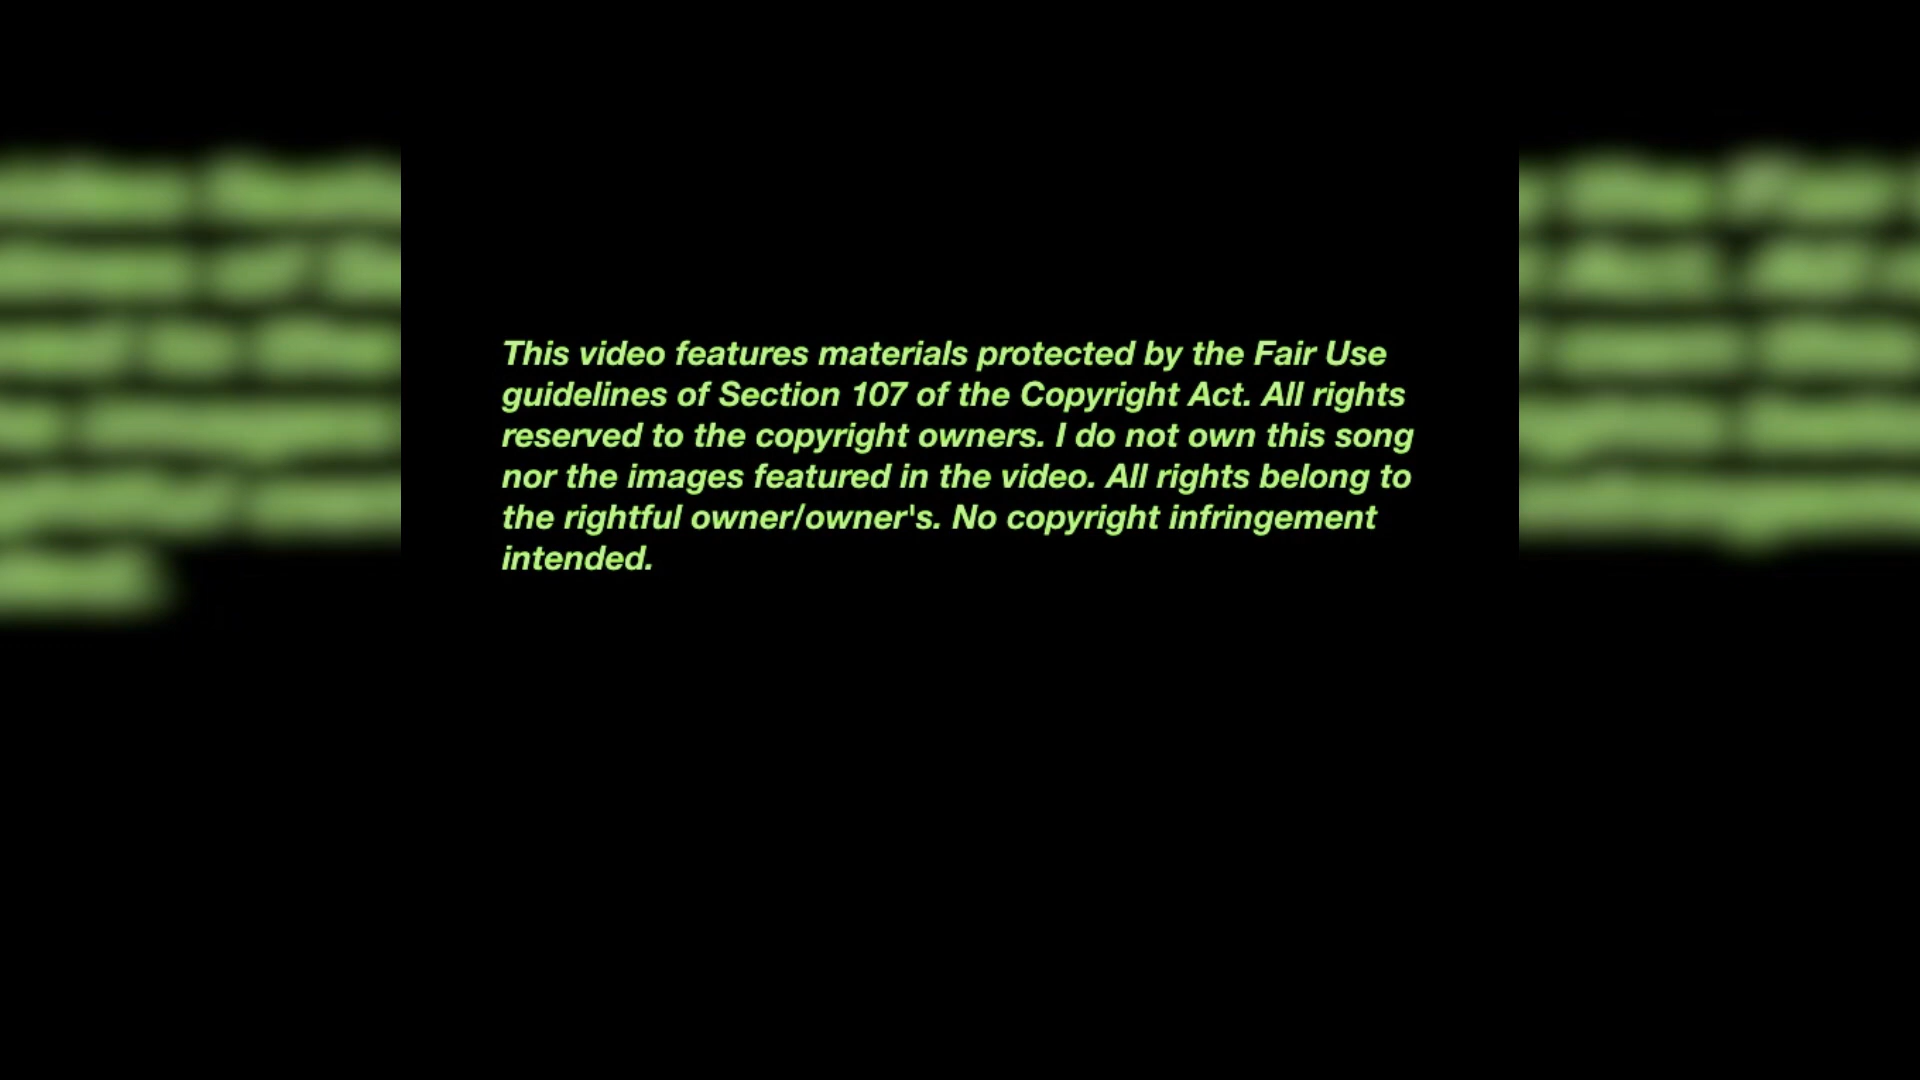 This video features materials protected by the Fair Use
guidelines of Section 107 of the Copyright Act. All rights
reserved to the copyright owners. I do not own this song
nor the images featured in the video. All rights belong to
the rightful owner/owner's. No copyright infringement
intended.